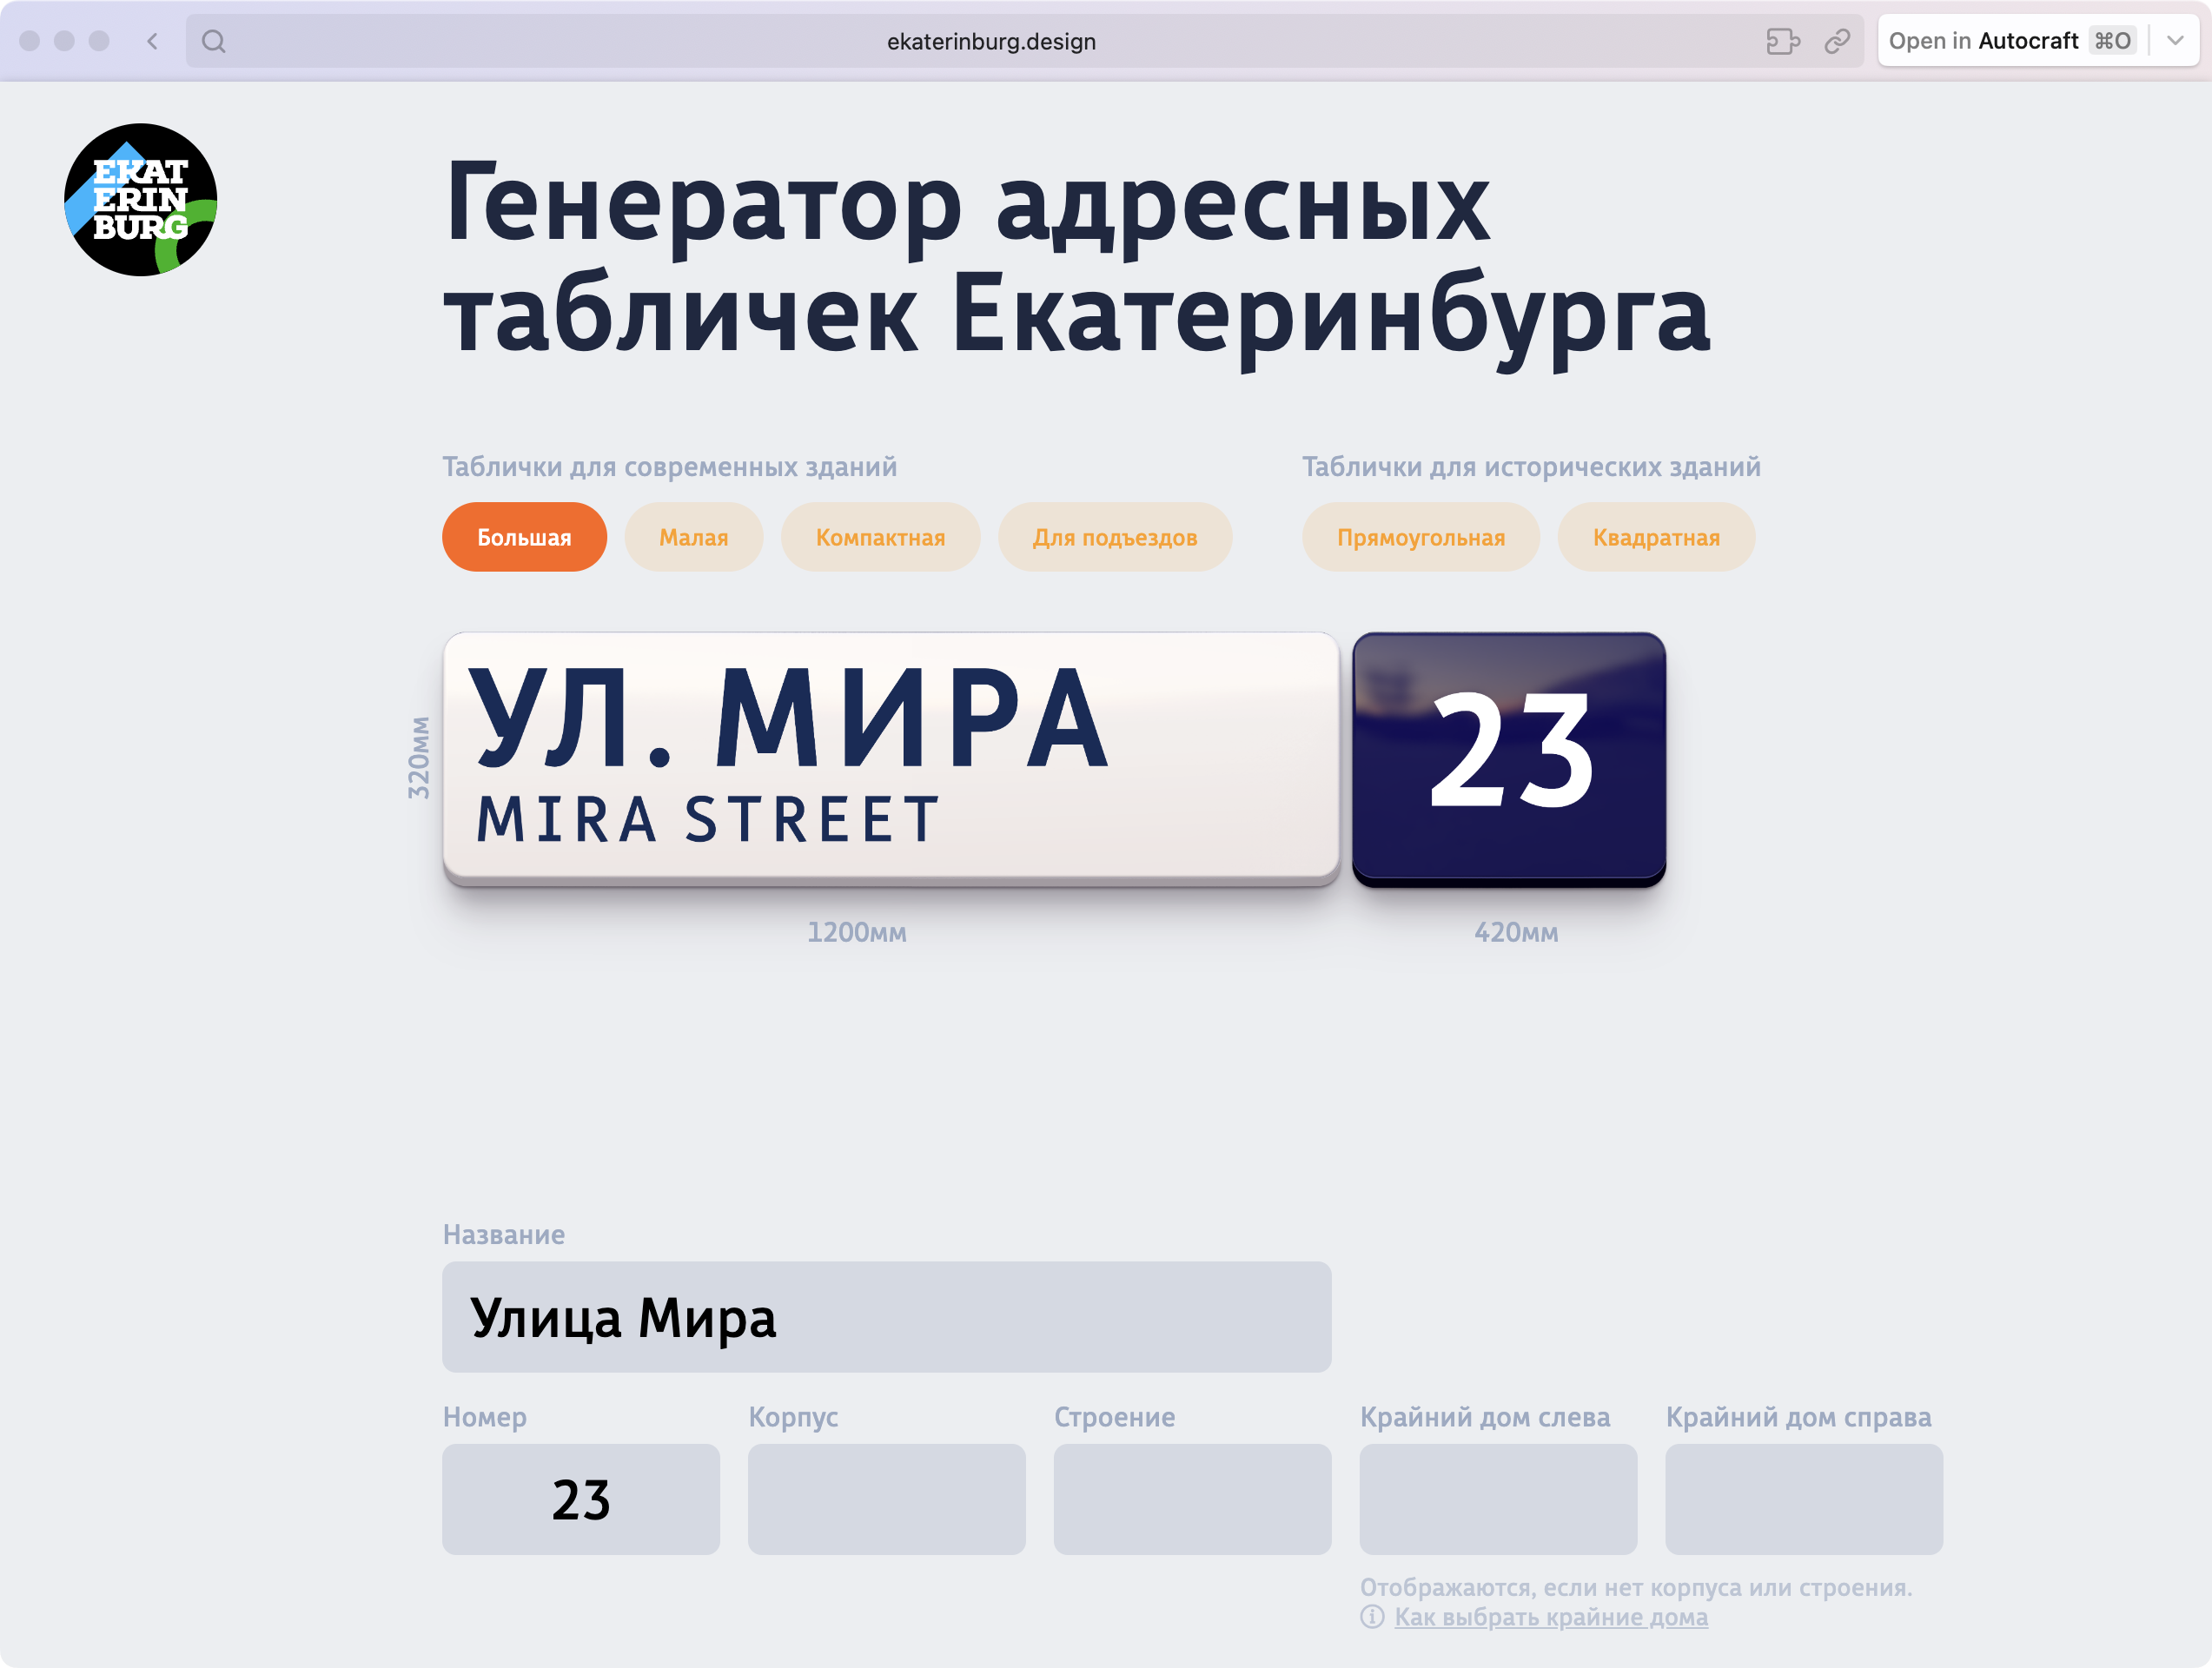 ekaterinburg.design
Open in Autocraft ⌘O
EKAT
ERIN
BURG
Генератор адресных
табличек Екатеринбурга
Таблички для современных зданий
Таблички для исторических зданий
Большая
Малая
Компактная
Для подъездов
Прямоугольная
Квадратная
320мм
УЛ. МИРА
MIRA STREET
23
1200мм
420мм
Название
Улица Мира
Номер
Корпус
Строение
Крайний дом слева
Крайний дом справа
23
Отображаются, если нет корпуса или строения.
Как выбрать крайние дома